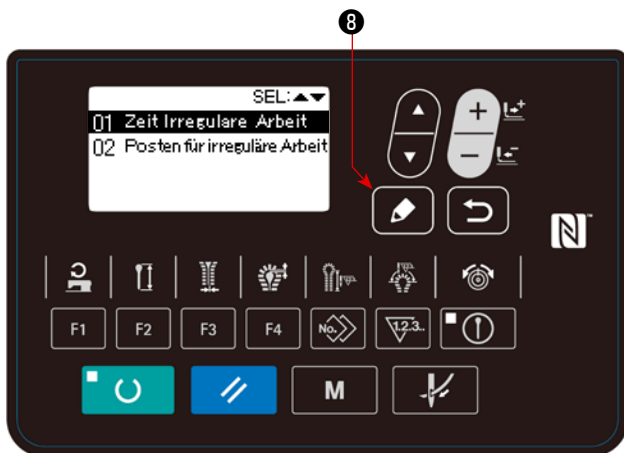 8
SEL:▲▼
01 Zeit Irregulare Arbeit
02 Posten für irreguläre Arbeit
F1 F2 F3 F4 No. 1.2.3..
M
N